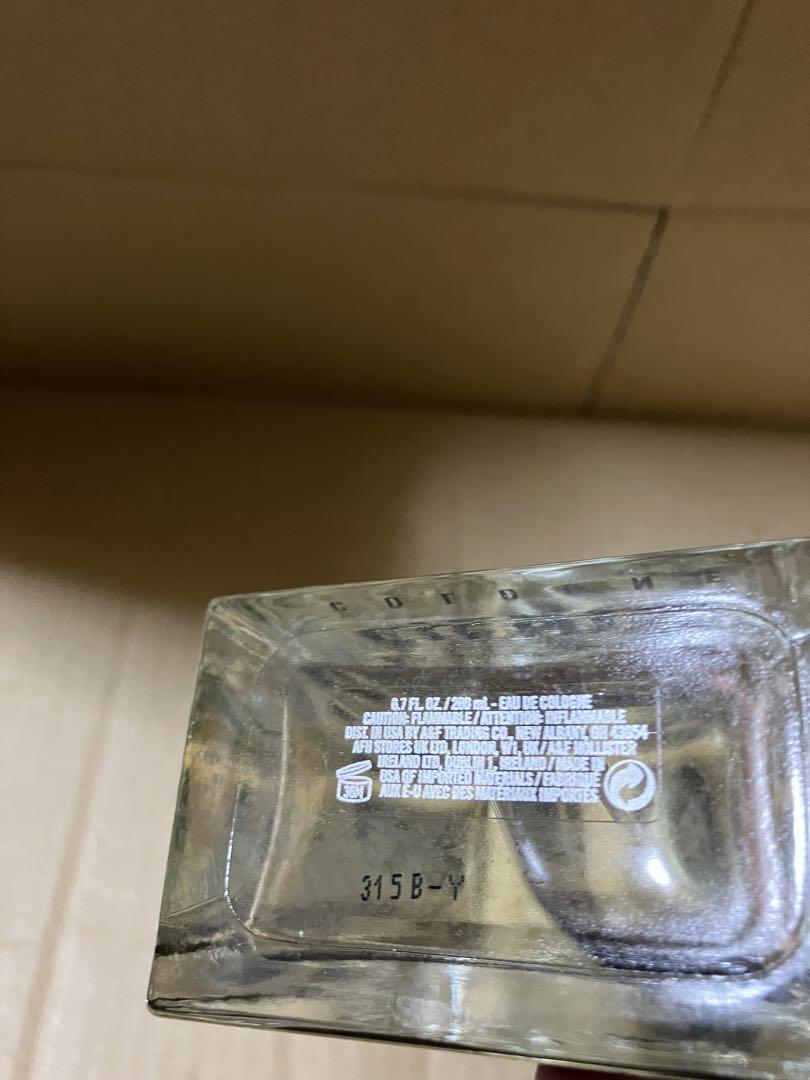 COLOGNE
6.7 FL. OZ. / 200 mL - EAU DE COLOGNE
CAUTION: FLAMMABLE / ATTENTION: INFLAMMABLE
DIST. IN USA BY A&F TRADING CO., NEW ALBANY, OH 43054
AFH STORES UK LTD, LONDON, W1, UK / A&F HOLLISTER
IRELAND LTD, DUBLIN 1, IRELAND / MADE IN
USA OF IMPORTED MATERIALS / FABRIQUÉ
AUX É-U AVEC DES MATÉRIAUX IMPORTÉS
315B-Y